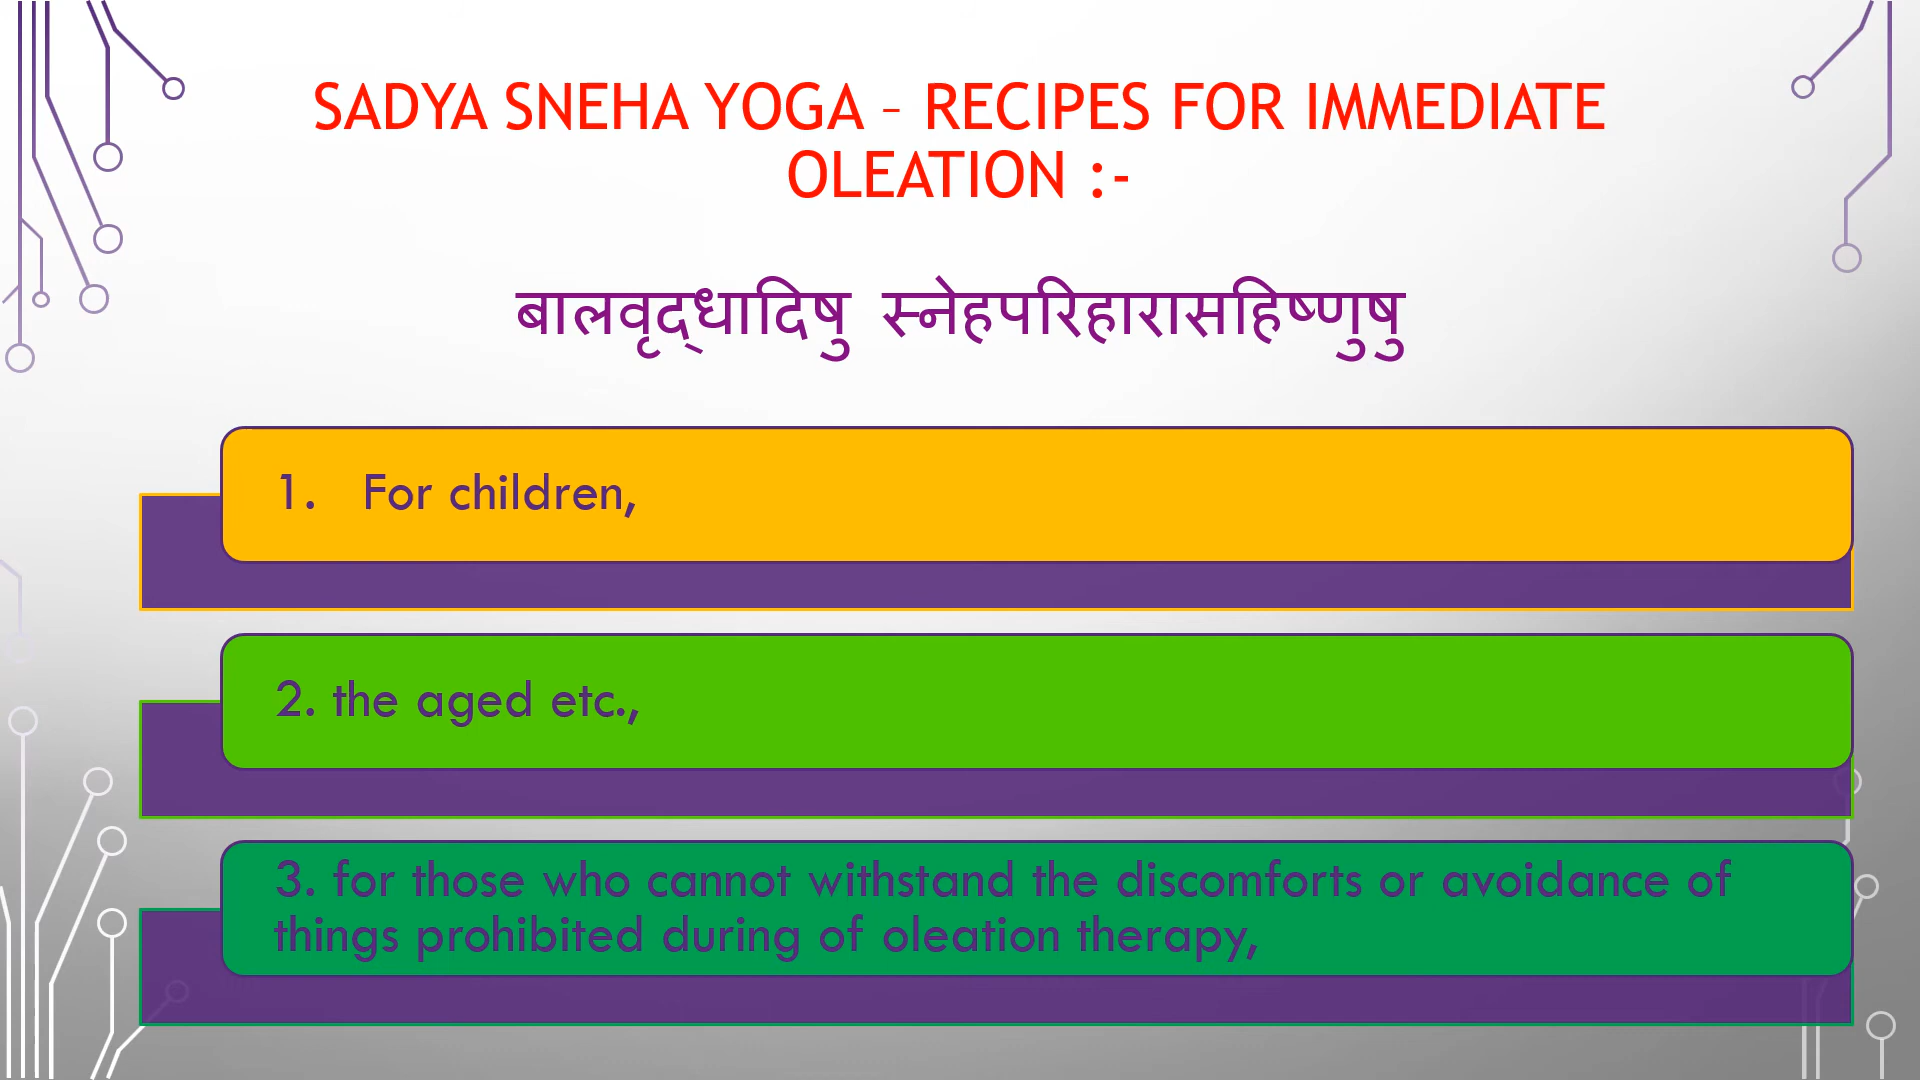 SADYA SNEHA YOGA – RECIPES FOR IMMEDIATE
OLEATION :-
बालवृद्धादिषु स्नेहपरिहारासहिष्णुषु
1. For children,
2. the aged etc.,
3. for those who cannot withstand the discomforts or avoidance of
things prohibited during of oleation therapy,